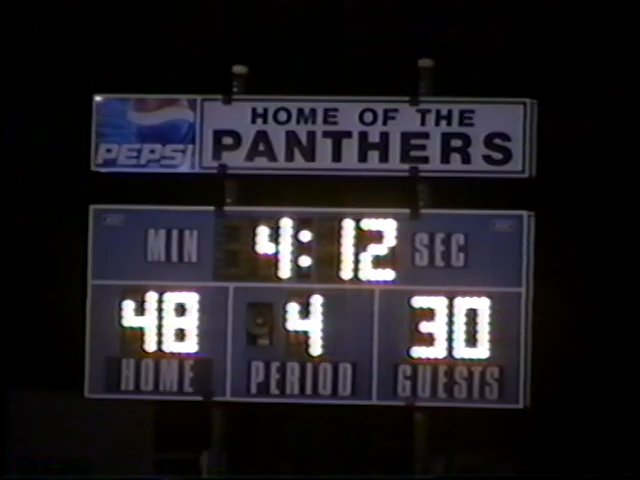 PEPSI HOME OF THE
PANTHERS
MIN 4:12 SEC
48 4 30
HOME PERIOD GUESTS